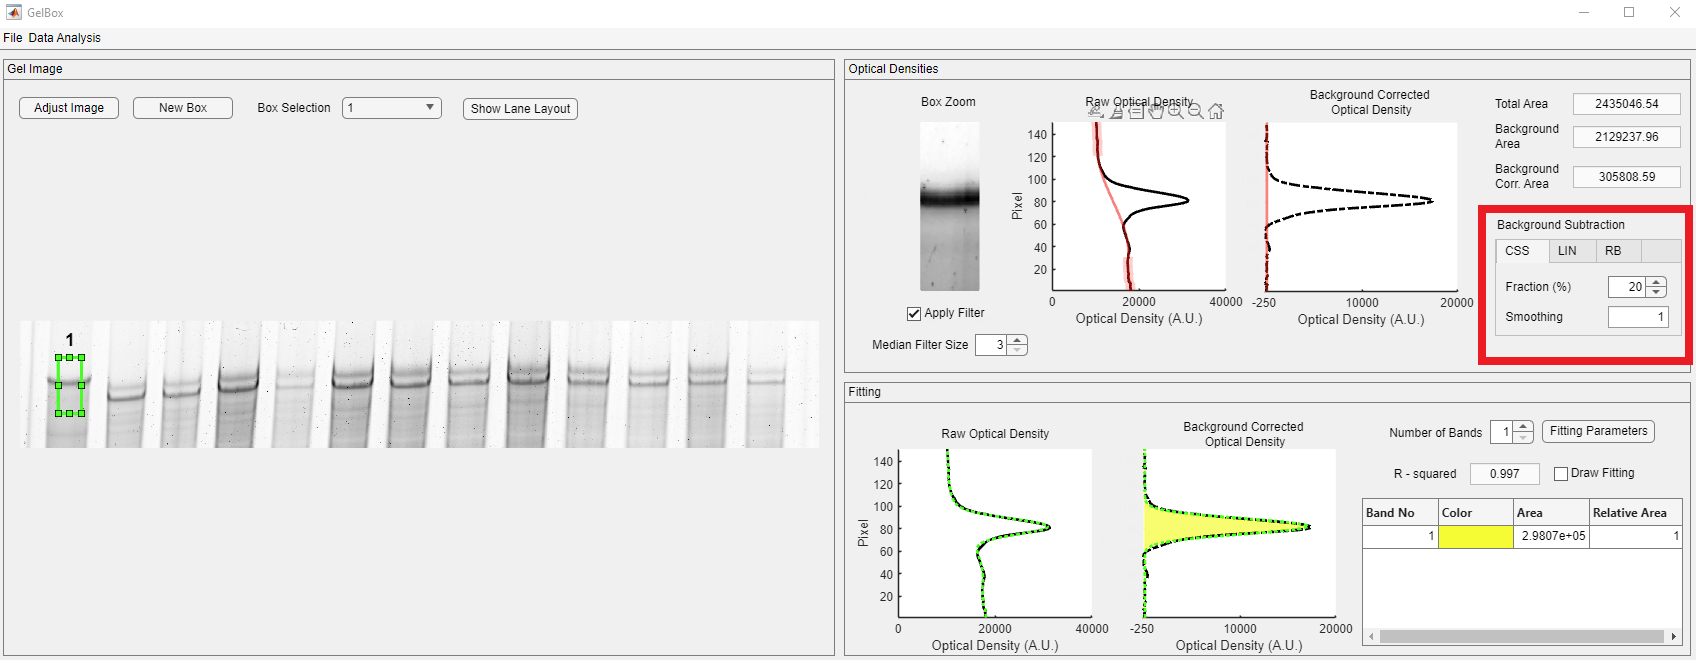 GelBox
File Data Analysis
Gel Image
Adjust Image
New Box
Box Selection
1
Show Lane Layout
1
Optical Densities
Box Zoom
Apply Filter
Median Filter Size
3
Raw Optical Density
140
120
100
80
60
40
20
Pixel
0 20000 40000
Optical Density (A.U.)
Background Corrected
Optical Density
-250 10000 20000
Optical Density (A.U.)
Total Area
2435046.54
Background
Area
2129237.96
Background
Corr. Area
305808.59
Background Subtraction
CSS LIN RB
Fraction (%)
20
Smoothing
1
Fitting
Raw Optical Density
140
120
100
80
60
40
20
Pixel
0 20000 40000
Optical Density (A.U.)
Background Corrected
Optical Density
-250 10000 20000
Optical Density (A.U.)
Number of Bands
1
Fitting Parameters
R - squared
0.997
Draw Fitting
Band No Color Area Relative Area
1 2.9807e+05 1